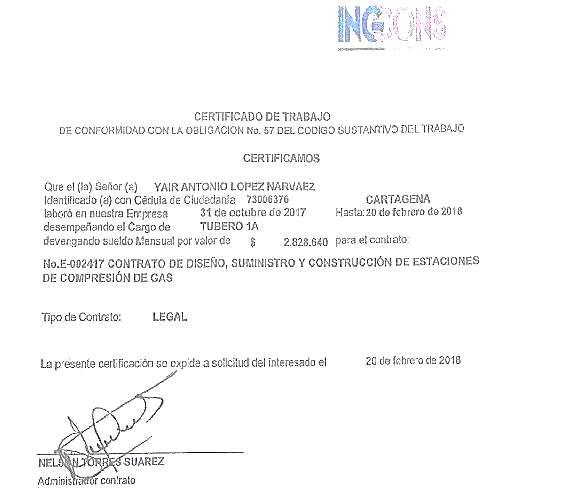 INGCONS
CERTIFICADO DE TRABAJO
DE CONFORMIDAD CON LA OBLIGACION No. 57 DEL CODIGO SUSTANTIVO DEL TRABAJO
CERTIFICAMOS
Que el (la) Señor (a) YAIR ANTONIO LOPEZ NARVAEZ
Identificado (a) con Cédula de Ciudadanía 73006376 CARTAGENA
laboró en nuestra Empresa 31 de octubre de 2017 Hasta: 20 de febrero de 2018
desempeñando el Cargo de TUBERO 1A
devengando sueldo Mensual por valor de $ 2.828.640 para el contrato:
No.E-002417 CONTRATO DE DISEÑO, SUMINISTRO Y CONSTRUCCIÓN DE ESTACIONES
DE COMPRESIÓN DE GAS
Tipo de Contrato: LEGAL
La presente certificación se expide a solicitud del interesado el 20 de febrero de 2018
NELSON TORRES SUAREZ
Administrador contrato